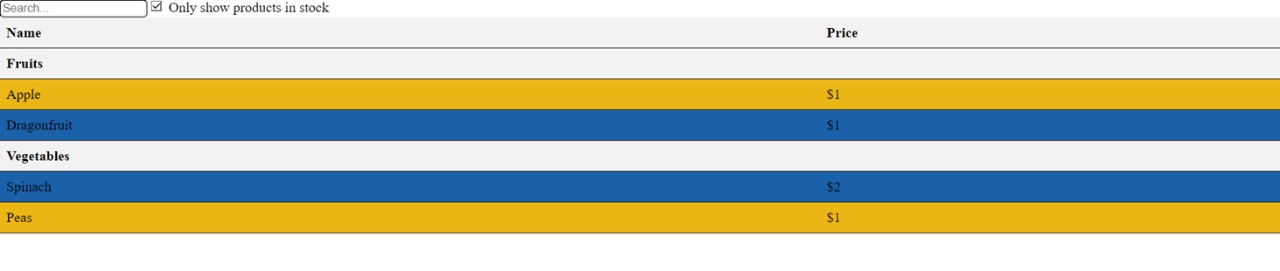 Search... Only show products in stock
Name Price
Fruits
Apple $1
Dragonfruit $1
Vegetables
Spinach $2
Peas $1